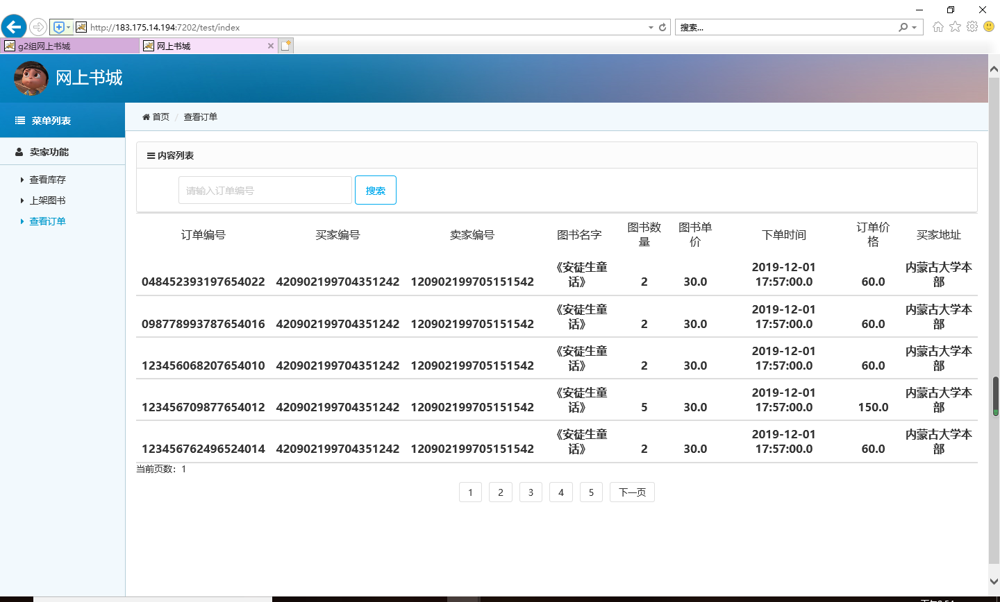 http://183.175.14.194:7202/test/index
搜索...
g2组网上书城
网上书城
网上书城
菜单列表
首页 / 查看订单
卖家功能
查看库存
上架图书
查看订单
内容列表
请输入订单编号 搜索
订单编号 买家编号 卖家编号 图书名字 图书数量 图书单价 下单时间 订单价格 买家地址
048452393197654022 420902199704351242 120902199705151542 《安徒生童话》 2 30.0 2019-12-01 17:57:00.0 60.0 内蒙古大学本部
098778993787654016 420902199704351242 120902199705151542 《安徒生童话》 2 30.0 2019-12-01 17:57:00.0 60.0 内蒙古大学本部
123456068207654010 420902199704351242 120902199705151542 《安徒生童话》 2 30.0 2019-12-01 17:57:00.0 60.0 内蒙古大学本部
123456709877654012 420902199704351242 120902199705151542 《安徒生童话》 5 30.0 2019-12-01 17:57:00.0 150.0 内蒙古大学本部
123456762496524014 420902199704351242 120902199705151542 《安徒生童话》 2 30.0 2019-12-01 17:57:00.0 60.0 内蒙古大学本部
当前页数：1
1 2 3 4 5 下一页